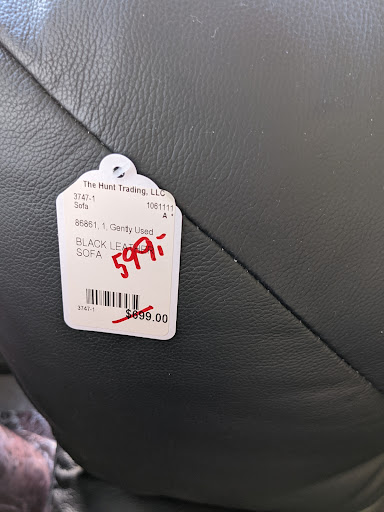 The Hunt Trading, LLC
3747-1
Sofa 1061111
A *
86861, 1, Gently Used
BLACK LEATHER
SOFA
599.-
3747-1
$699.00